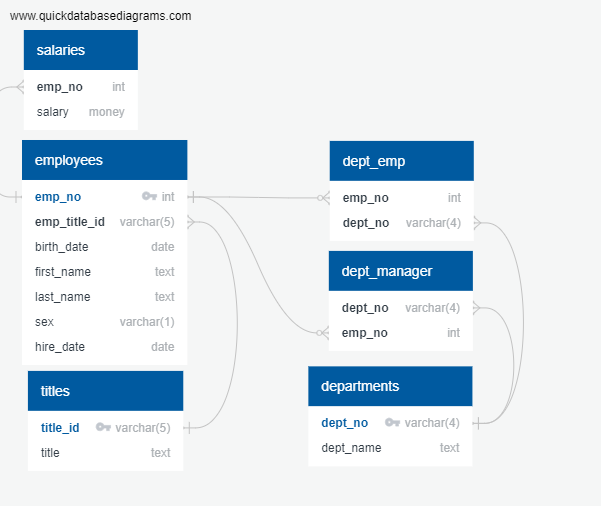 www.quickdatabasediagrams.com
salaries
emp_no int
salary money
employees
emp_no int
emp_title_id varchar(5)
birth_date date
first_name text
last_name text
sex varchar(1)
hire_date date
titles
title_id varchar(5)
title text
dept_emp
emp_no int
dept_no varchar(4)
dept_manager
dept_no varchar(4)
emp_no int
departments
dept_no varchar(4)
dept_name text